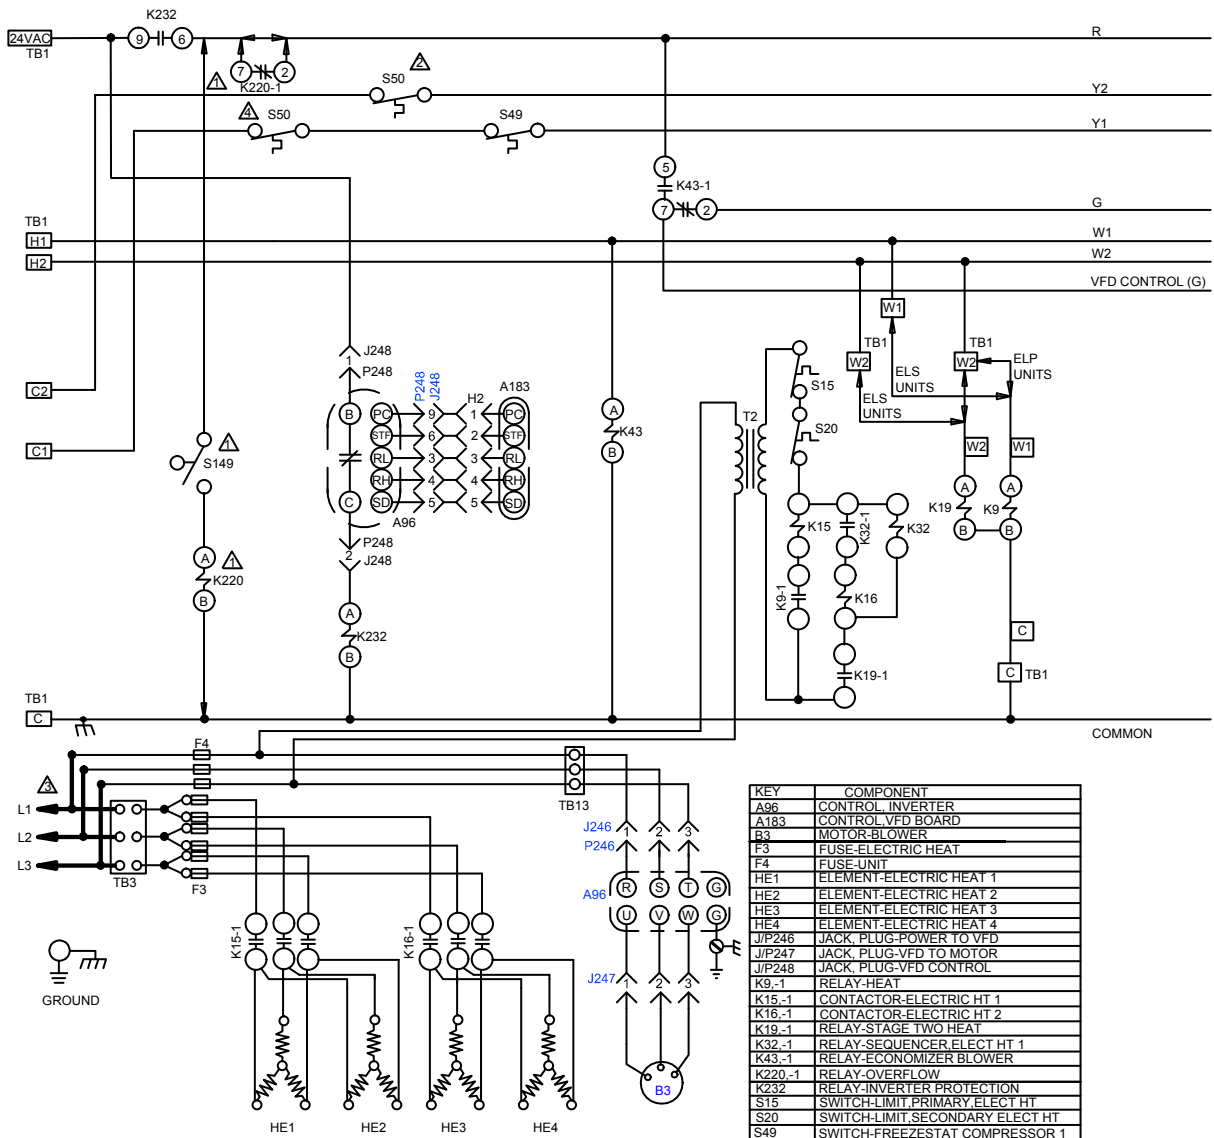 K232
24VAC
TB1
9 6
R
7 2
1
K220-1
S50
2
Y2
4
S50
S49
Y1
5
K43-1
7 2
G
TB1
H1
W1
H2
W2
VFD CONTROL (G)
W1
J248
1
P248
TB1
W2
TB1
W2
ELP
UNITS
ELS
UNITS
ELS
UNITS
S15
C2
P248
J248
H2
A183
B
PC 9 1 PC
STF 6 2 STF
RL 3 3 RL
RH 4 4 RH
C
SD 5 5 SD
A96
A
K43
B
T2
S20
C1
1
S149
W2
W1
A
K19
B
A
K9
B
K15
K32-1
K32
P248
2
J248
A
1
K220
B
K9-1
K16
A
K232
B
K19-1
C
C
TB1
TB1
C
COMMON
F4
TB13
3
L1
L2
L3
TB3
F3
J246
1 2 3
P246
A96
R S T G
U V W G
K15-1
K16-1
J247
1 2 3
B3
GROUND
HE1
HE2
HE3
HE4
KEY COMPONENT
A96 CONTROL, INVERTER
A183 CONTROL,VFD BOARD
B3 MOTOR-BLOWER
F3 FUSE-ELECTRIC HEAT
F4 FUSE-UNIT
HE1 ELEMENT-ELECTRIC HEAT 1
HE2 ELEMENT-ELECTRIC HEAT 2
HE3 ELEMENT-ELECTRIC HEAT 3
HE4 ELEMENT-ELECTRIC HEAT 4
J/P246 JACK, PLUG-POWER TO VFD
J/P247 JACK, PLUG-VFD TO MOTOR
J/P248 JACK, PLUG-VFD CONTROL
K9,-1 RELAY-HEAT
K15,-1 CONTACTOR-ELECTRIC HT 1
K16,-1 CONTACTOR-ELECTRIC HT 2
K19,-1 RELAY-STAGE TWO HEAT
K32,-1 RELAY-SEQUENCER,ELECT HT 1
K43,-1 RELAY-ECONOMIZER BLOWER
K220,-1 RELAY-OVERFLOW
K232 RELAY-INVERTER PROTECTION
S15 SWITCH-LIMIT,PRIMARY,ELECT HT
S20 SWITCH-LIMIT,SECONDARY ELECT HT
S49 SWITCH-FREEZESTAT COMPRESSOR 1